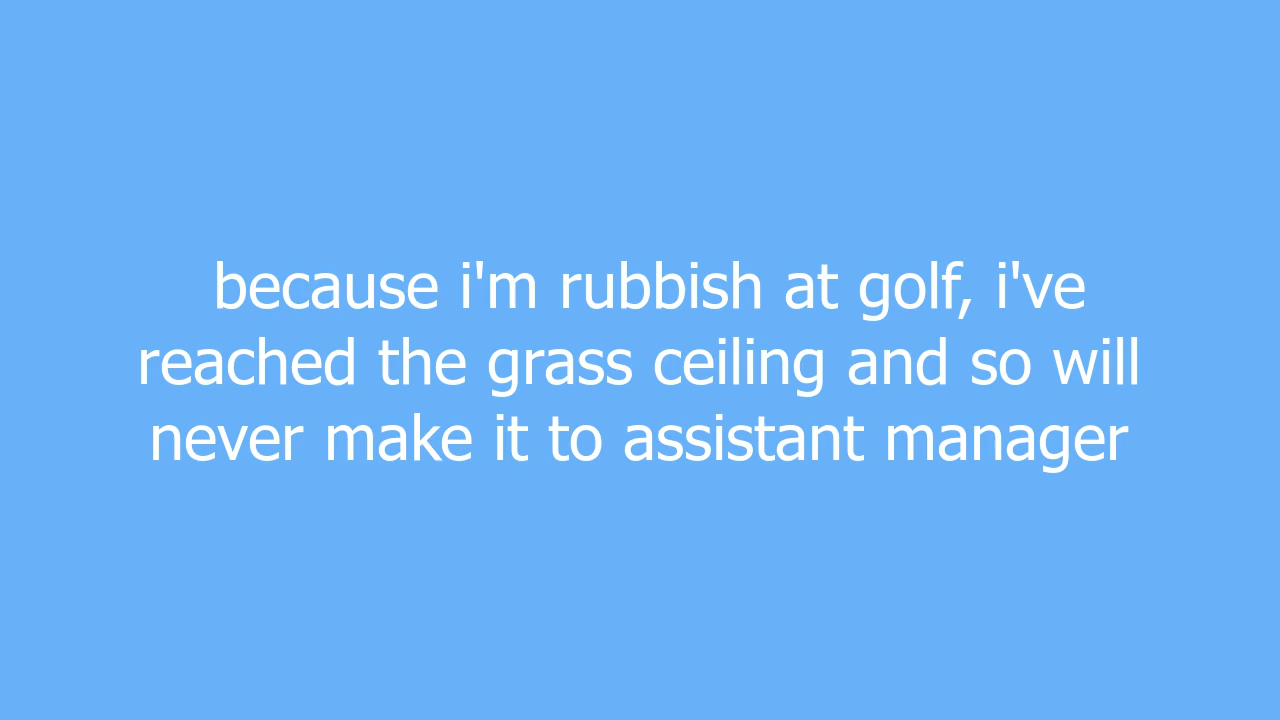 because i'm rubbish at golf, i've
reached the grass ceiling and so will
never make it to assistant manager